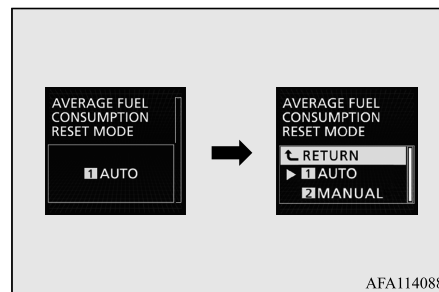 AVERAGE FUEL
CONSUMPTION
RESET MODE
1 AUTO
AVERAGE FUEL
CONSUMPTION
RESET MODE
RETURN
1 AUTO
2 MANUAL
AFA114088